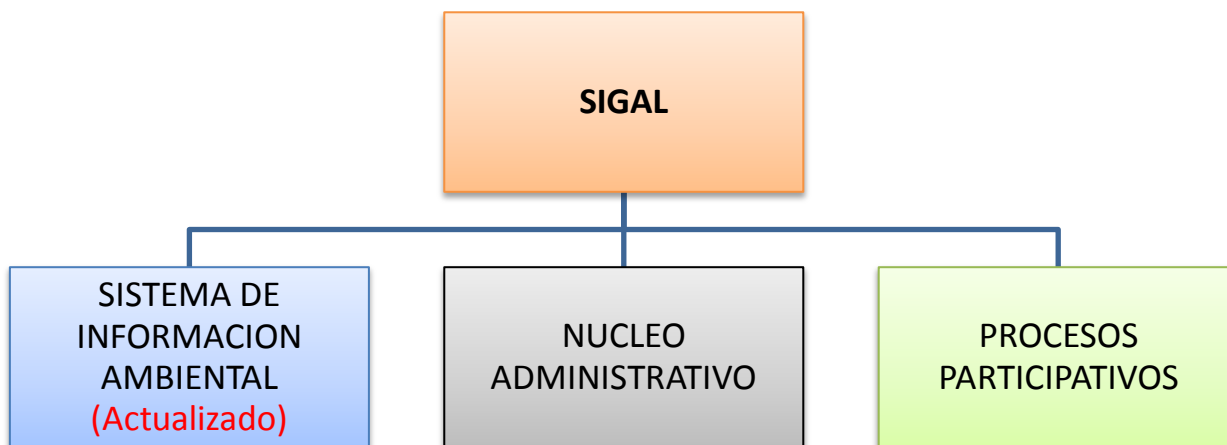 SIGAL
SISTEMA DE
INFORMACION
AMBIENTAL
(Actualizado)
NUCLEO
ADMINISTRATIVO
PROCESOS
PARTICIPATIVOS